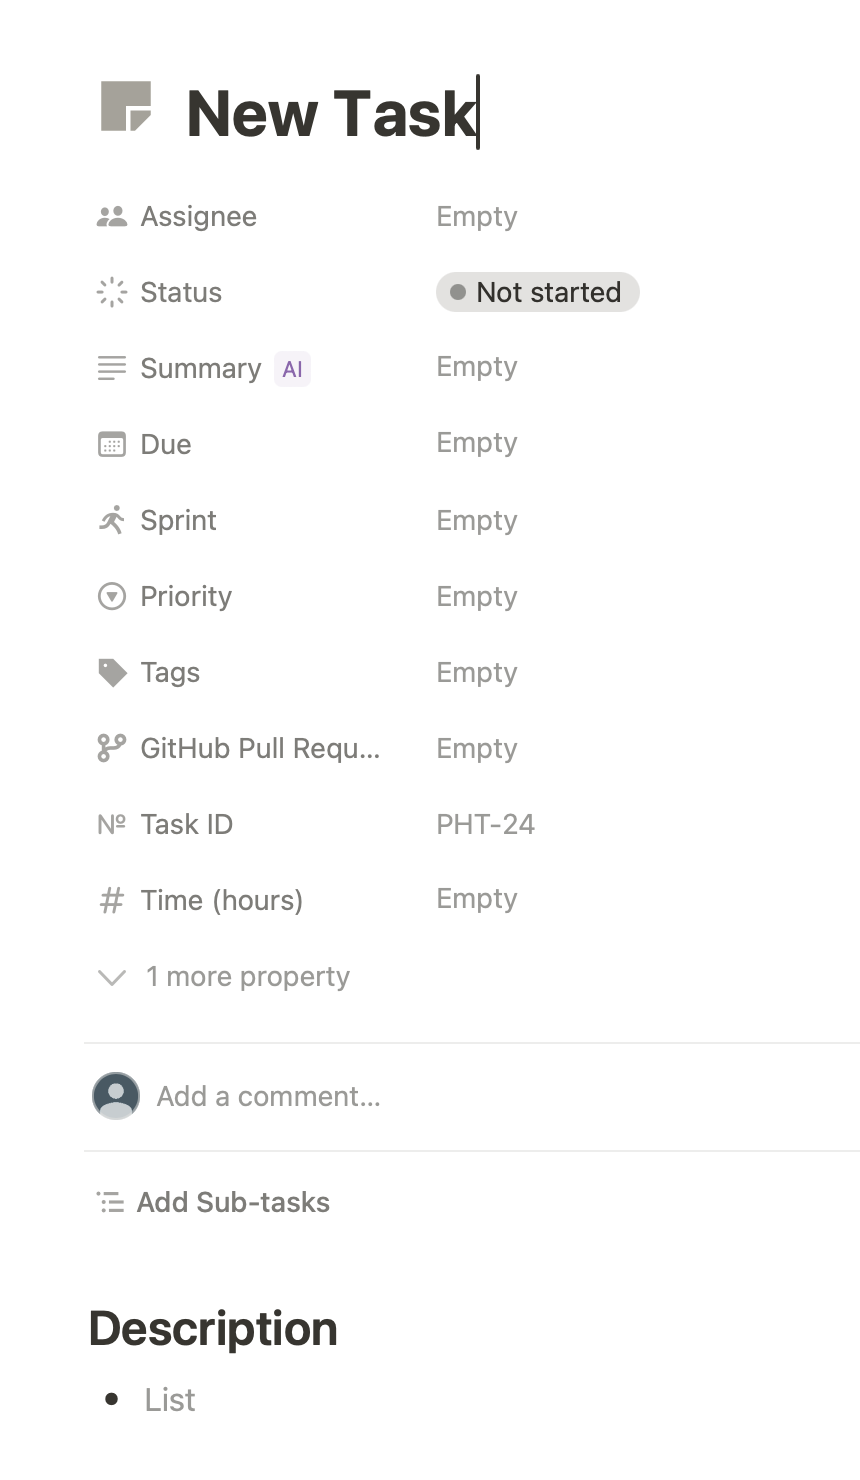 New Task
Assignee Empty
Status Not started
Summary AI Empty
Due Empty
Sprint Empty
Priority Empty
Tags Empty
GitHub Pull Requ... Empty
Nº Task ID PHT-24
# Time (hours) Empty
1 more property
Add a comment...
Add Sub-tasks
Description
• List